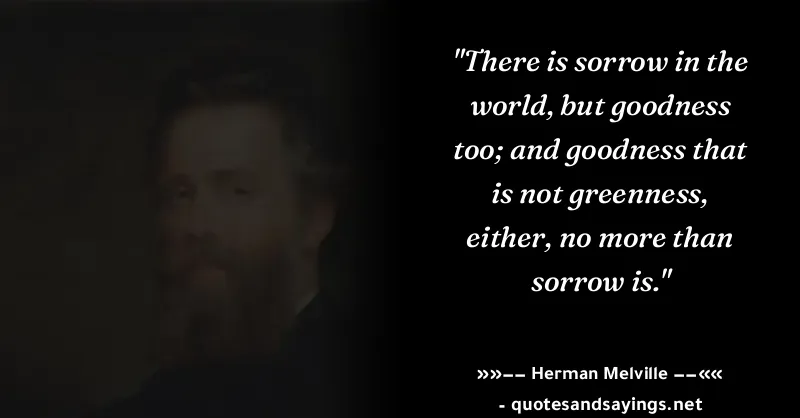 "There is sorrow in the
world, but goodness
too; and goodness that
is not greenness,
either, no more than
sorrow is."
»»–– Herman Melville ––««
- quotesandsayings.net